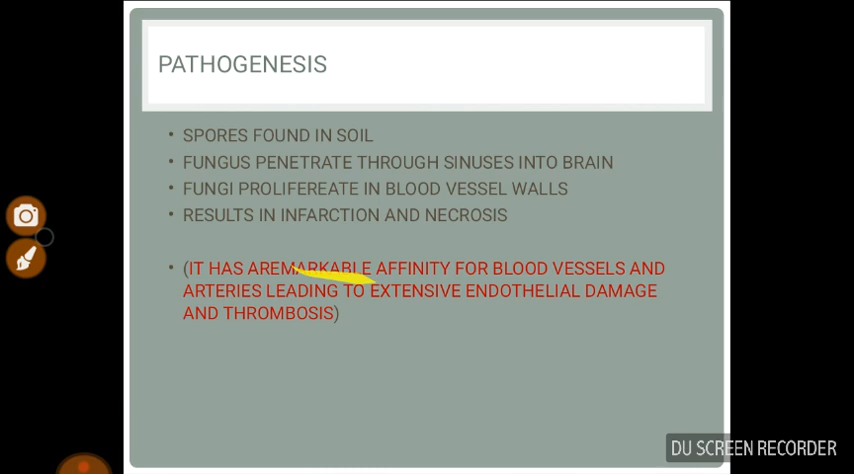 PATHOGENESIS
• SPORES FOUND IN SOIL
• FUNGUS PENETRATE THROUGH SINUSES INTO BRAIN
• FUNGI PROLIFEREATE IN BLOOD VESSEL WALLS
• RESULTS IN INFARCTION AND NECROSIS
• (IT HAS AREMARKABLE AFFINITY FOR BLOOD VESSELS AND
ARTERIES LEADING TO EXTENSIVE ENDOTHELIAL DAMAGE
AND THROMBOSIS)
DU SCREEN RECORDER